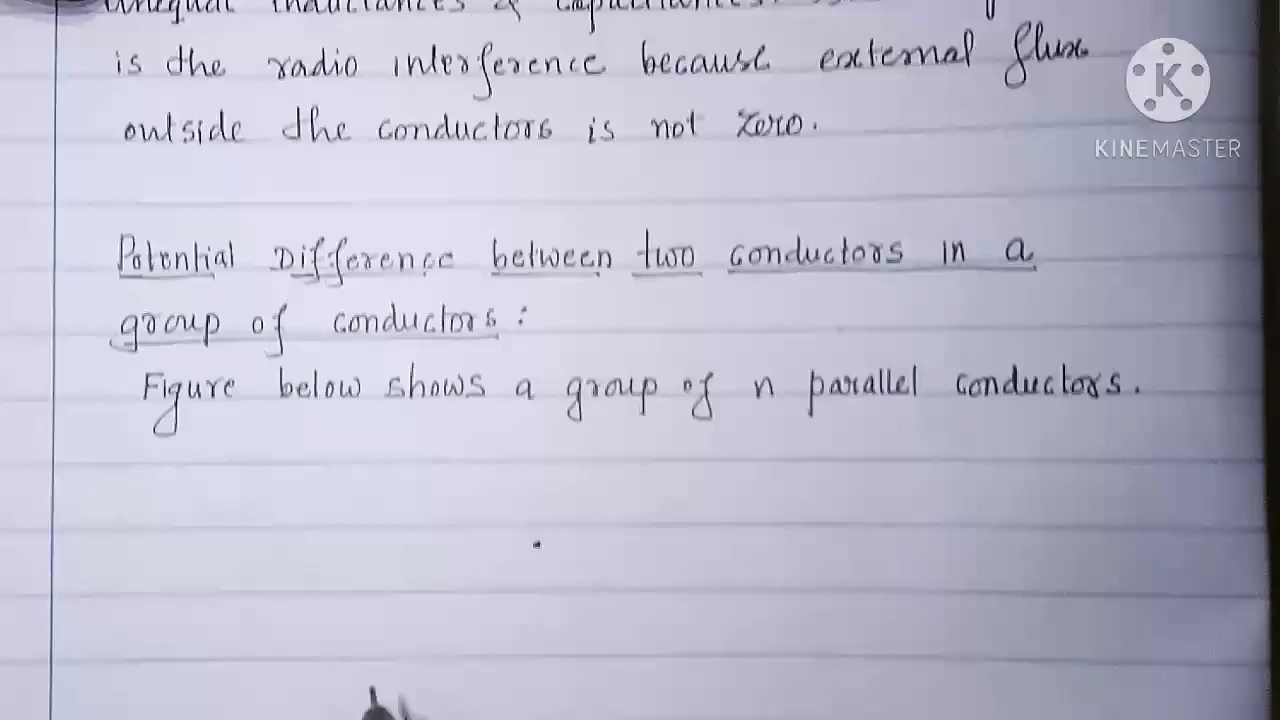 is the radio interference because external flux
outside the conductors is not zero.
K
KINEMASTER
Potential Difference between two conductors in a
group of conductors:
Figure below shows a group of n parallel conductors.